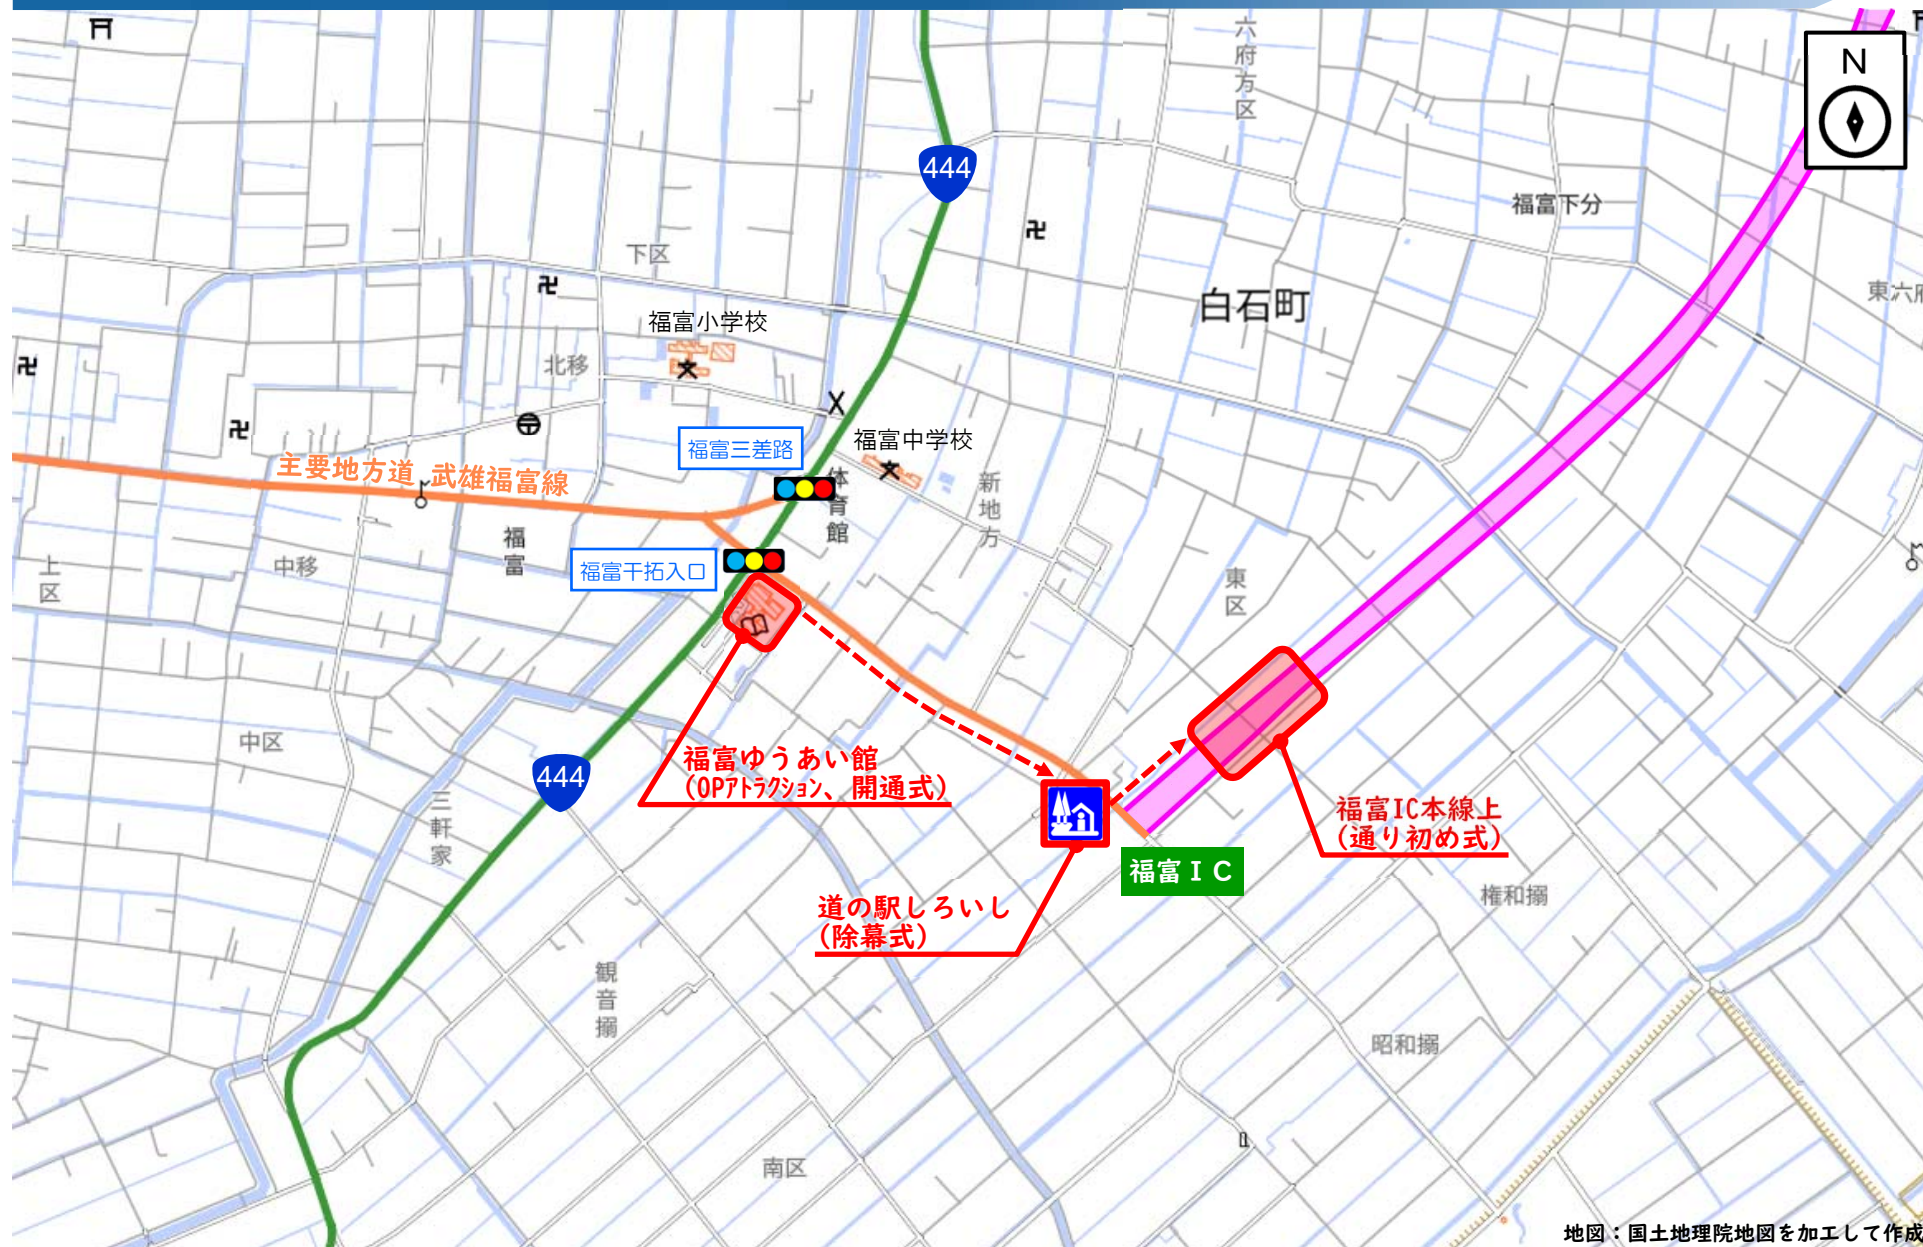 六府方区
N
444
福富下分
下区
白石町
東六府
福富小学校
北移
福富三差路
福富中学校
主要地方道 武雄福富線
体育館
新地方
福富
福富干拓入口
上区
中移
東区
中区
福富ゆうあい館
(OPアトラクション、開通式)
444
三軒家
福富IC本線上
(通り初め式)
福富IC
道の駅しろいし
(除幕式)
権和搦
観音搦
昭和搦
南区
地図：国土地理院地図を加工して作成